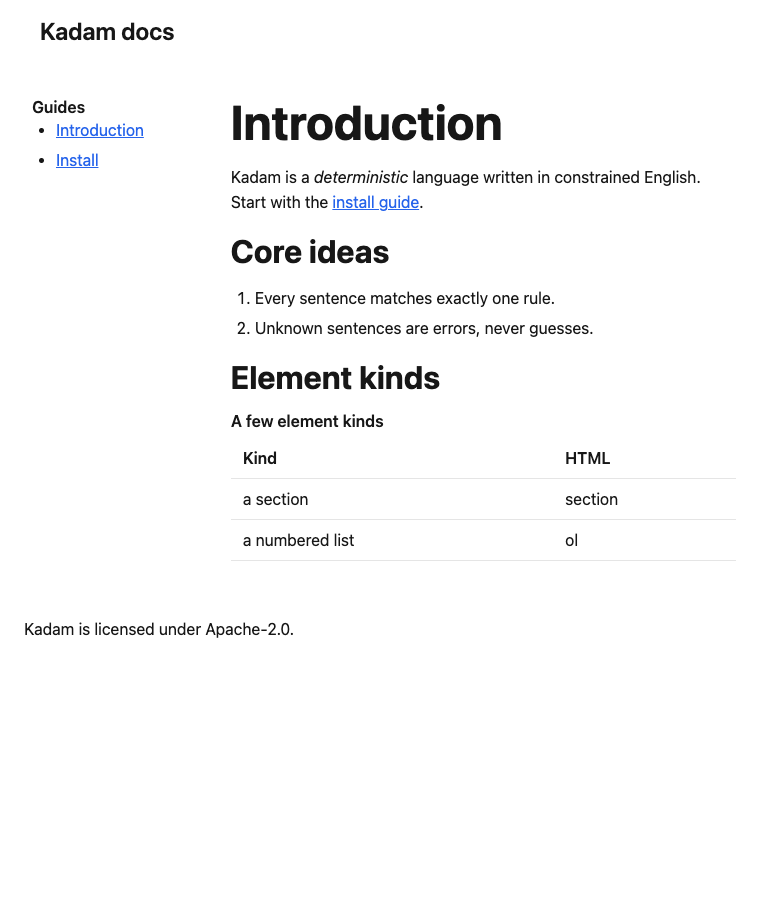 Kadam docs
Guides
Introduction
Install
Introduction
Kadam is a deterministic language written in constrained English.
Start with the install guide.
Core ideas
1. Every sentence matches exactly one rule.
2. Unknown sentences are errors, never guesses.
Element kinds
A few element kinds
Kind HTML
a section section
a numbered list ol
Kadam is licensed under Apache-2.0.